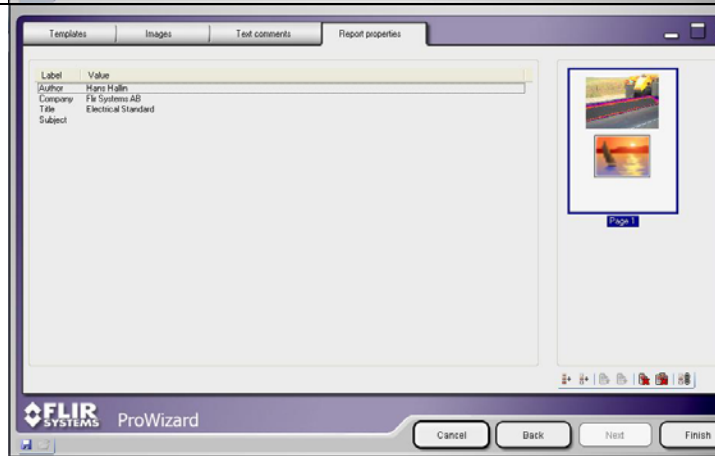 Templates Images Text comments Report properties
Label Value
Author Hans Hallin
Company Flir Systems AB
Title Electrical Standard
Subject
Page 1
FLIR
SYSTEMS
ProWizard
Cancel Back Next Finish